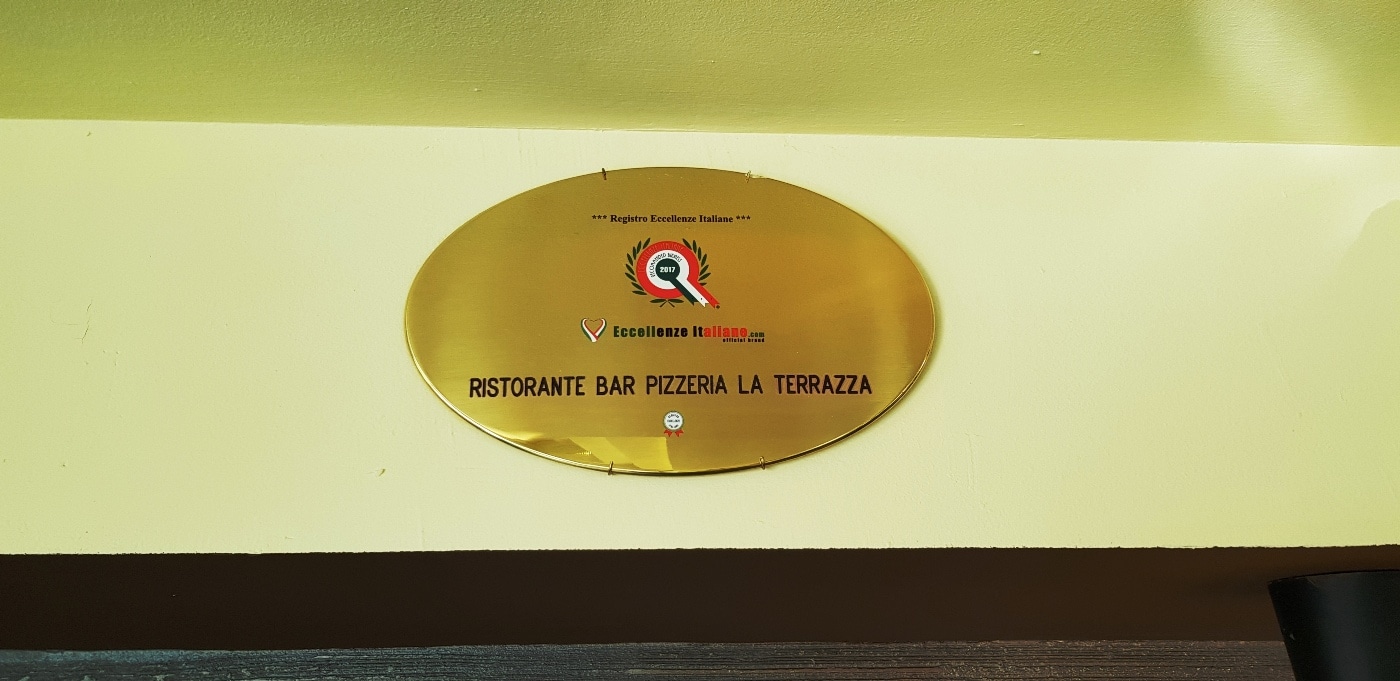 *** Registro Eccellenze Italiane ***
2017
Eccellenze Italiane.com
official brand
RISTORANTE BAR PIZZERIA LA TERRAZZA